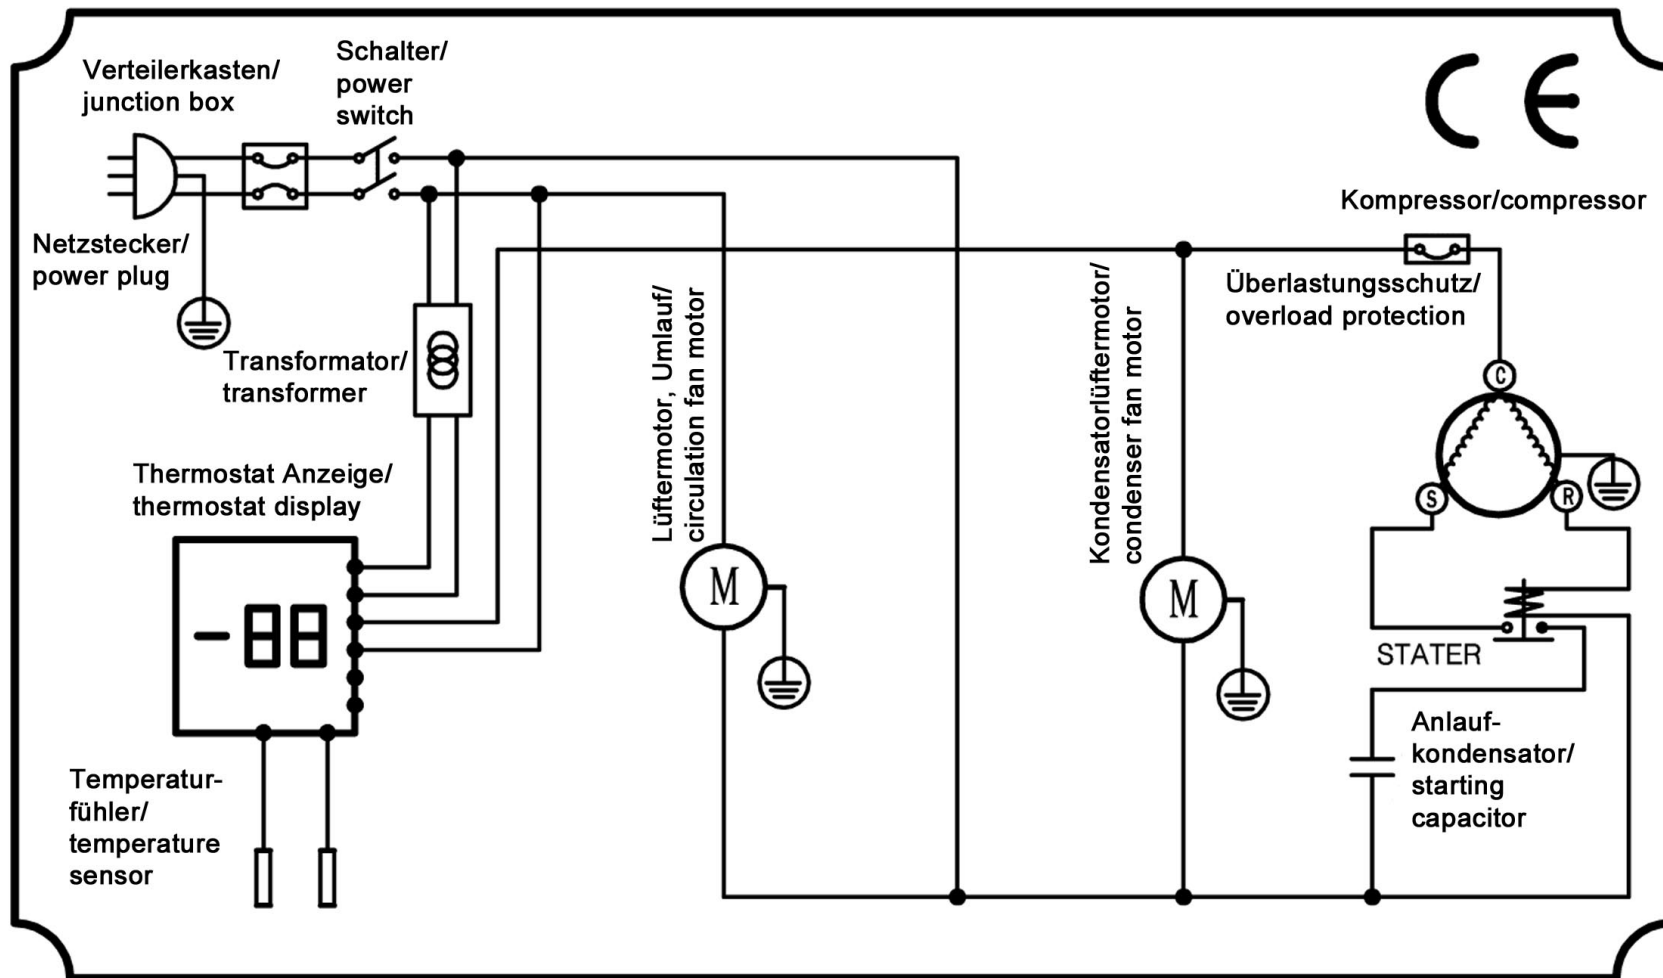 Verteilerkasten/
junction box
Schalter/
power
switch
CE
Netzstecker/
power plug
Kompressor/compressor
Überlastungsschutz/
overload protection
Transformator/
transformer
Lüftermotor, Umlauf/
circulation fan motor
Kondensatorlüftermotor/
condenser fan motor
C
S
R
Thermostat Anzeige/
thermostat display
-88
M
M
STATER
Anlauf-
kondensator/
starting
capacitor
Temperatur-
fühler/
temperature
sensor